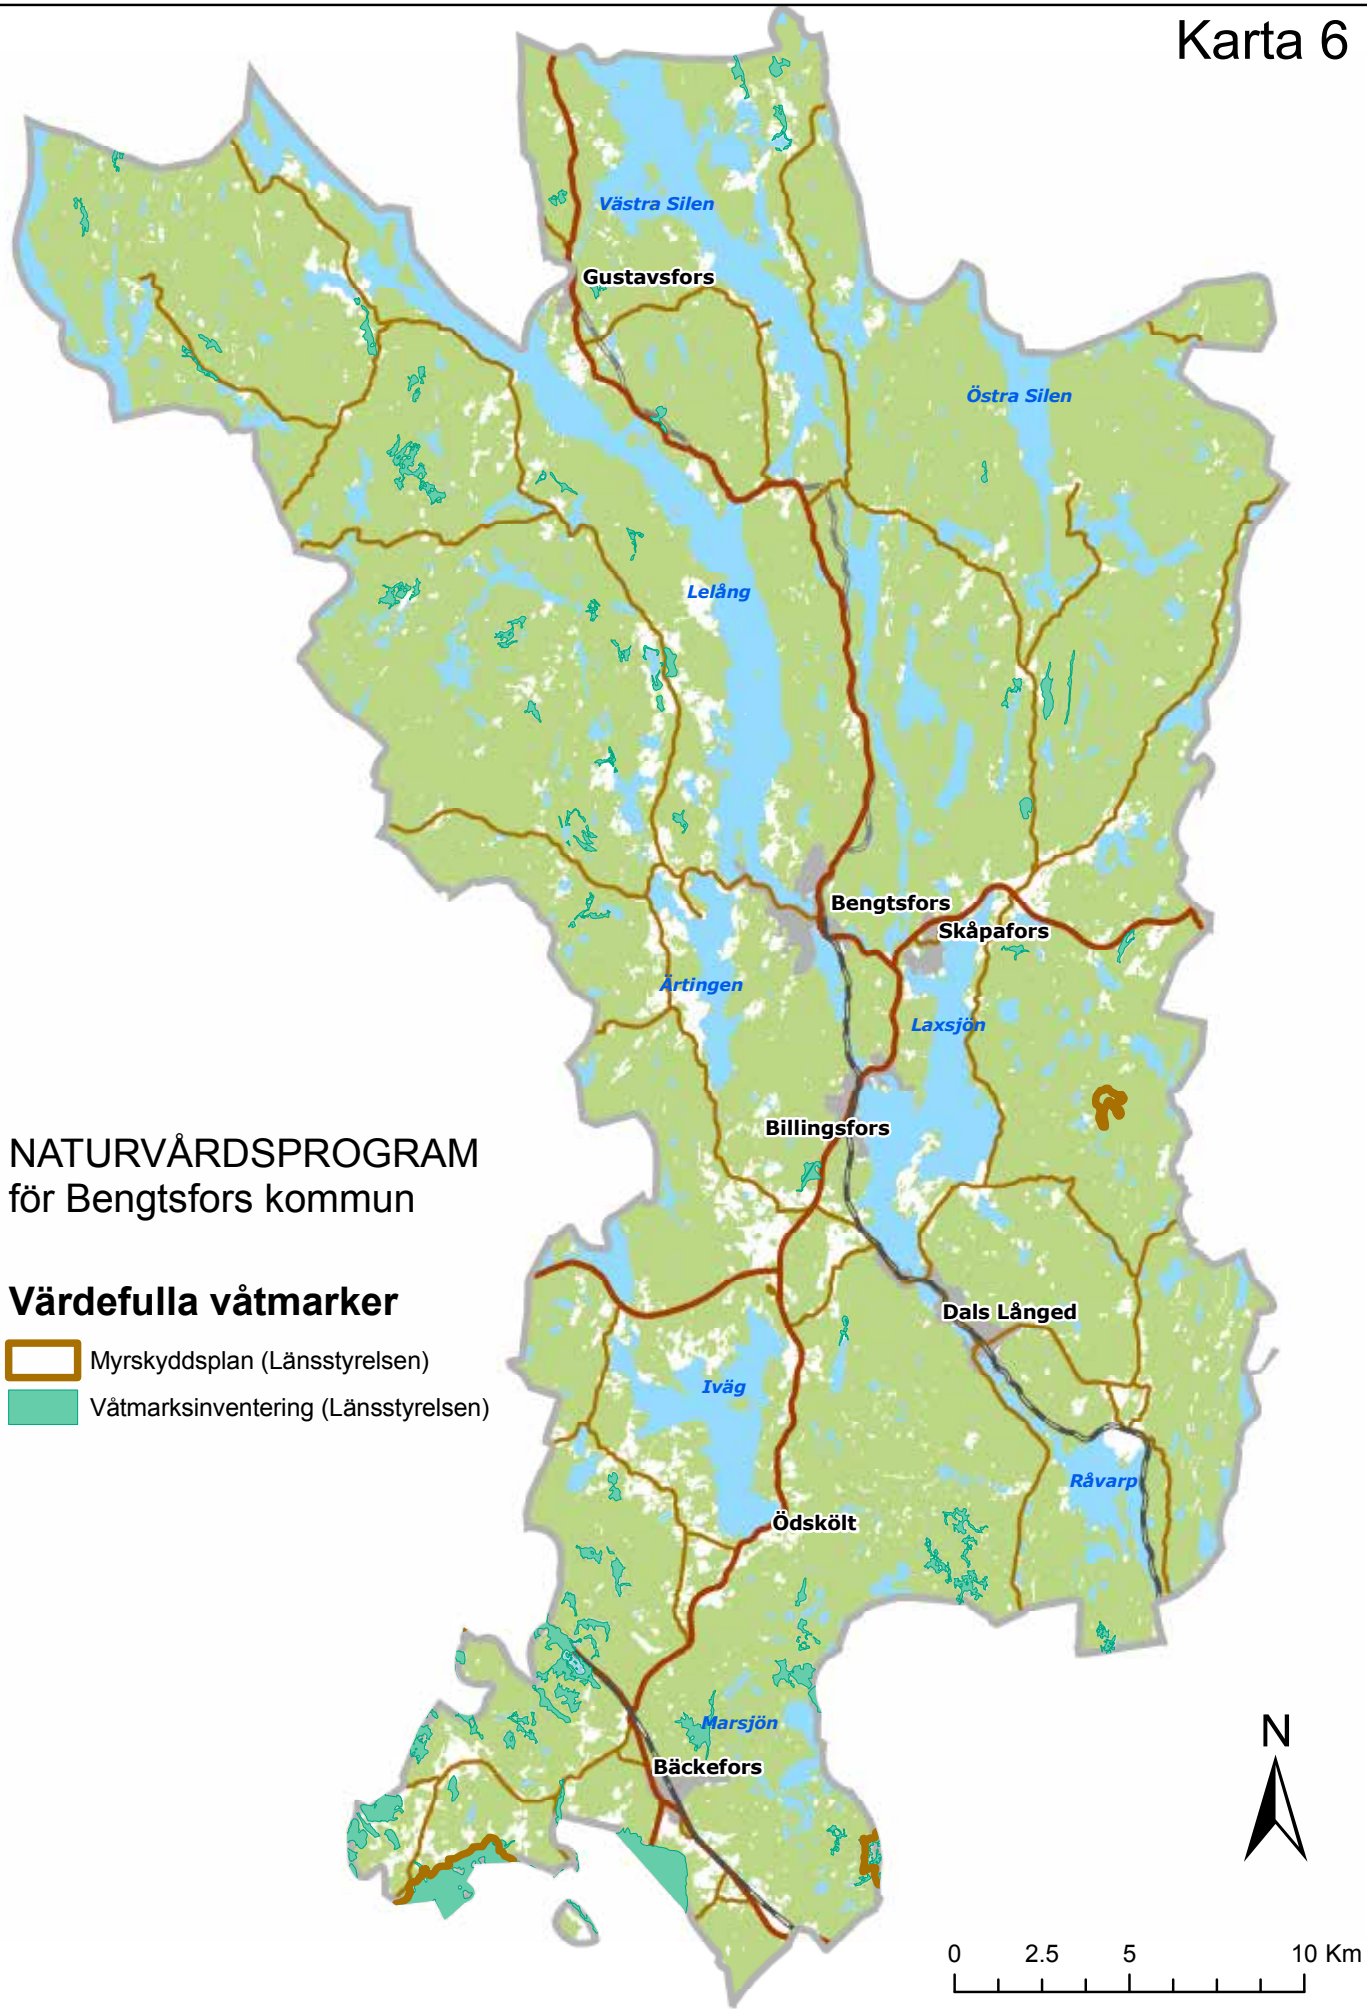 Karta 6
Västra Silen
Gustavsfors
Östra Silen
Lelång
Bengtsfors
Skåpafors
Ärtingen
Laxsjön
Billingsfors
NATURVÅRDSPROGRAM
för Bengtsfors kommun
Värdefulla våtmarker
Myrskyddsplan (Länsstyrelsen)
Våtmarksinventering (Länsstyrelsen)
Dals Långed
Iväg
Råvarp
Ödskölt
Marsjön
Bäckefors
N
0 2.5 5 10 Km